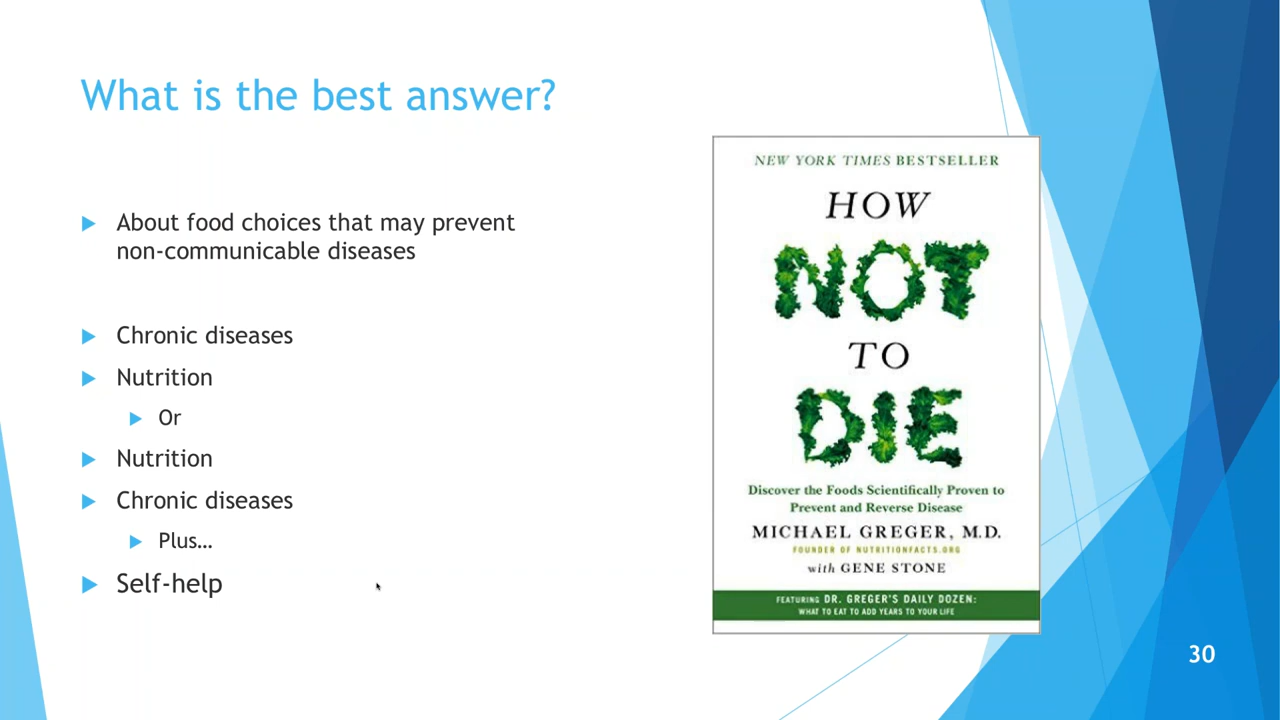 What is the best answer?
About food choices that may prevent
non-communicable diseases
Chronic diseases
Nutrition
Or
Nutrition
Chronic diseases
Plus…
Self-help
NEW YORK TIMES BESTSELLER
HOW
NOT
TO
DIE
Discover the Foods Scientifically Proven to
Prevent and Reverse Disease
MICHAEL GREGER, M.D.
FOUNDER OF NUTRITIONFACTS.ORG
with GENE STONE
FEATURING DR. GREGER'S DAILY DOZEN:
WHAT TO EAT TO ADD YEARS TO YOUR LIFE
30